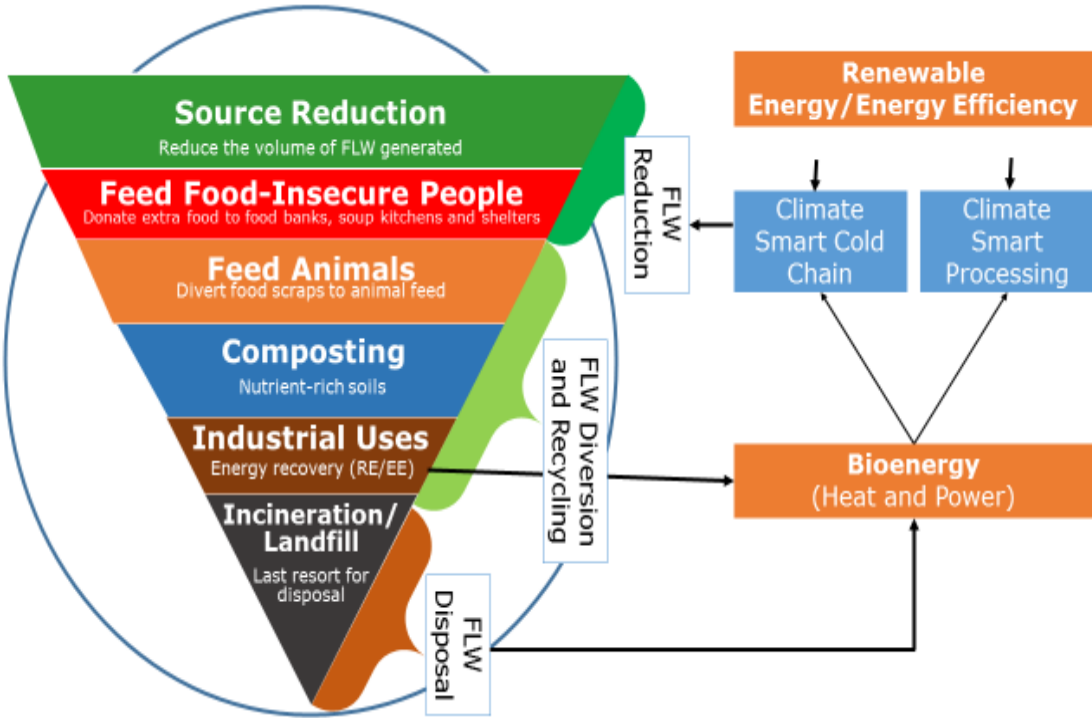 Source Reduction
Reduce the volume of FLW generated
Feed Food-Insecure People
Donate extra food to food banks, soup kitchens and shelters
Feed Animals
Divert food scraps to animal feed
Composting
Nutrient-rich soils
Industrial Uses
Energy recovery (RE/EE)
Incineration/
Landfill
Last resort for
disposal
FLW
Reduction
FLW Diversion
and Recycling
FLW
Disposal
Renewable
Energy/Energy Efficiency
Climate
Smart Cold
Chain
Climate
Smart
Processing
Bioenergy
(Heat and Power)